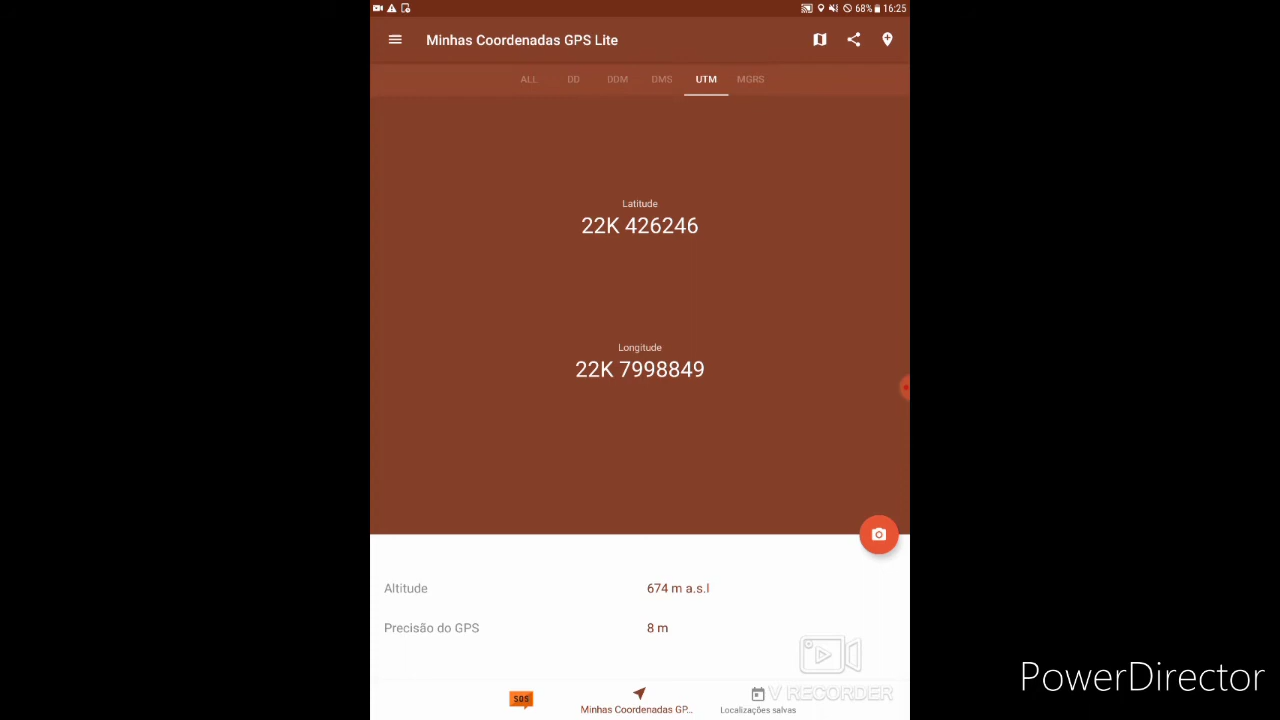 68% 16:25
Minhas Coordenadas GPS Lite
ALL DD DDM DMS UTM MGRS
Latitude
22K 426246
Longitude
22K 7998849
Altitude 674 m a.s.l
Precisão do GPS 8 m
SOS
Minhas Coordenadas GP...
Localizações salvas
V RECORDER
PowerDirector